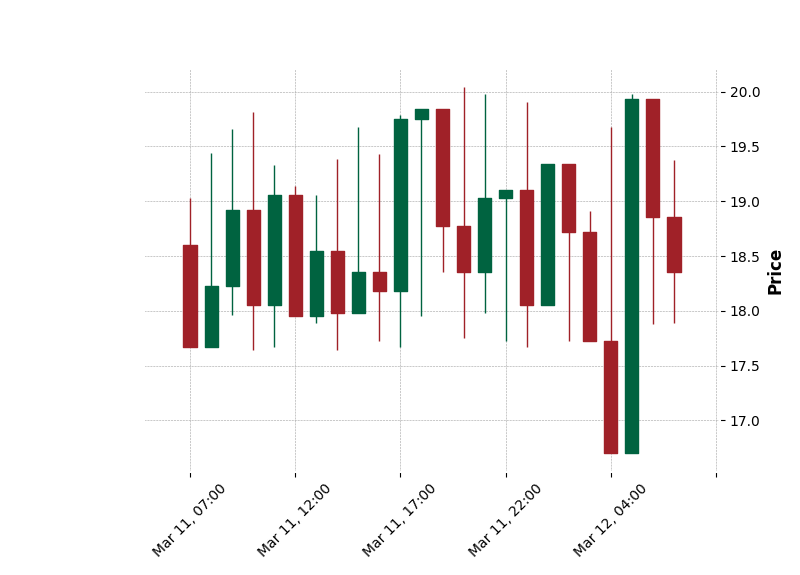 20.0
19.5
19.0
18.5
18.0
17.5
17.0
Price
Mar 11, 07:00
Mar 11, 12:00
Mar 11, 17:00
Mar 11, 22:00
Mar 12, 04:00